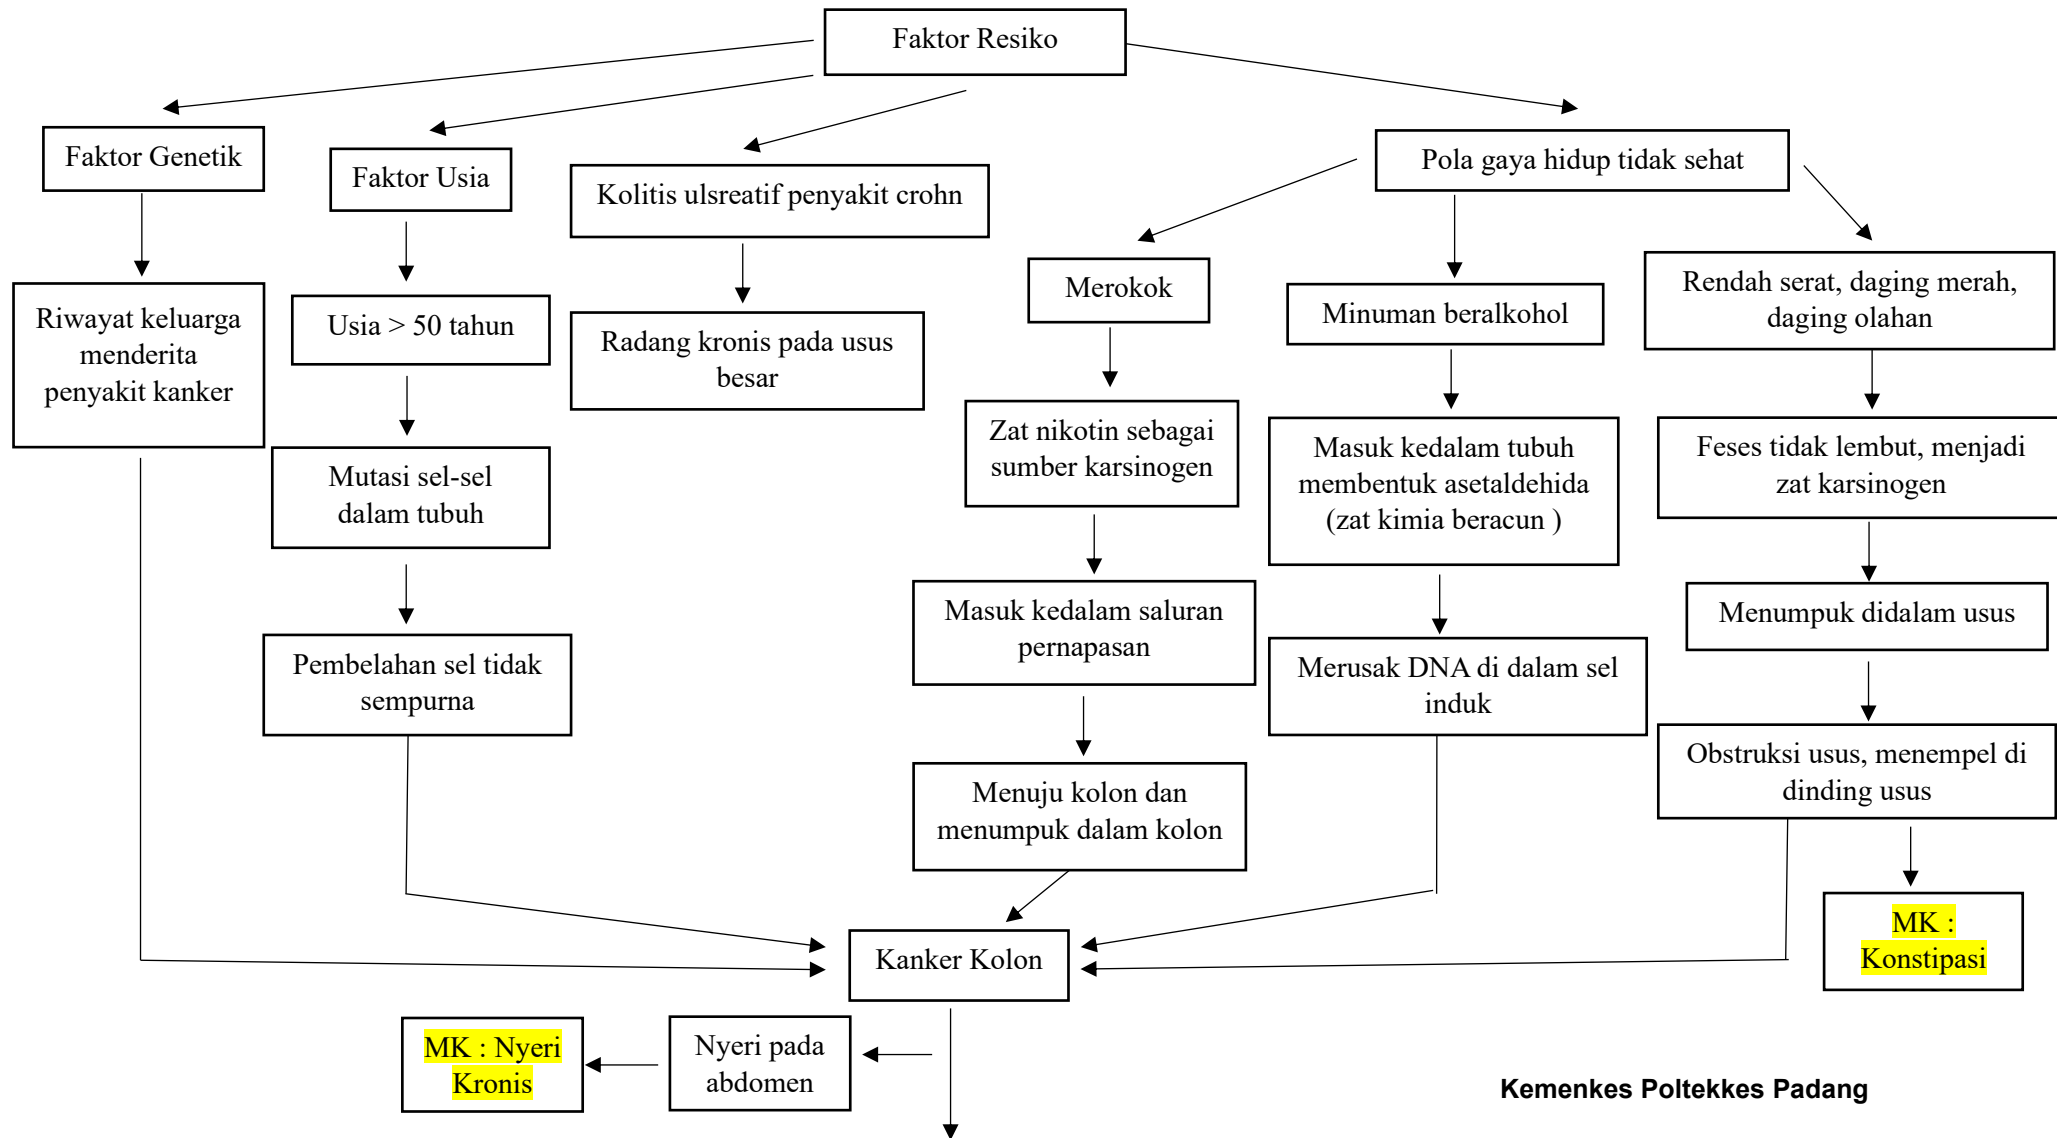 Faktor Resiko
Faktor Genetik
Faktor Usia
Kolitis ulsreatif penyakit crohn
Pola gaya hidup tidak sehat
Riwayat keluarga
menderita
penyakit kanker
Usia > 50 tahun
Radang kronis pada usus
besar
Merokok
Minuman beralkohol
Rendah serat, daging merah,
daging olahan
Mutasi sel-sel
dalam tubuh
Zat nikotin sebagai
sumber karsinogen
Masuk kedalam tubuh
membentuk asetaldehida
(zat kimia beracun )
Feses tidak lembut, menjadi
zat karsinogen
Pembelahan sel tidak
sempurna
Masuk kedalam saluran
pernapasan
Merusak DNA di dalam sel
induk
Menumpuk didalam usus
Menuju kolon dan
menumpuk dalam kolon
Obstruksi usus, menempel di
dinding usus
Kanker Kolon
MK :
Konstipasi
MK : Nyeri
Kronis
Nyeri pada
abdomen
Kemenkes Poltekkes Padang